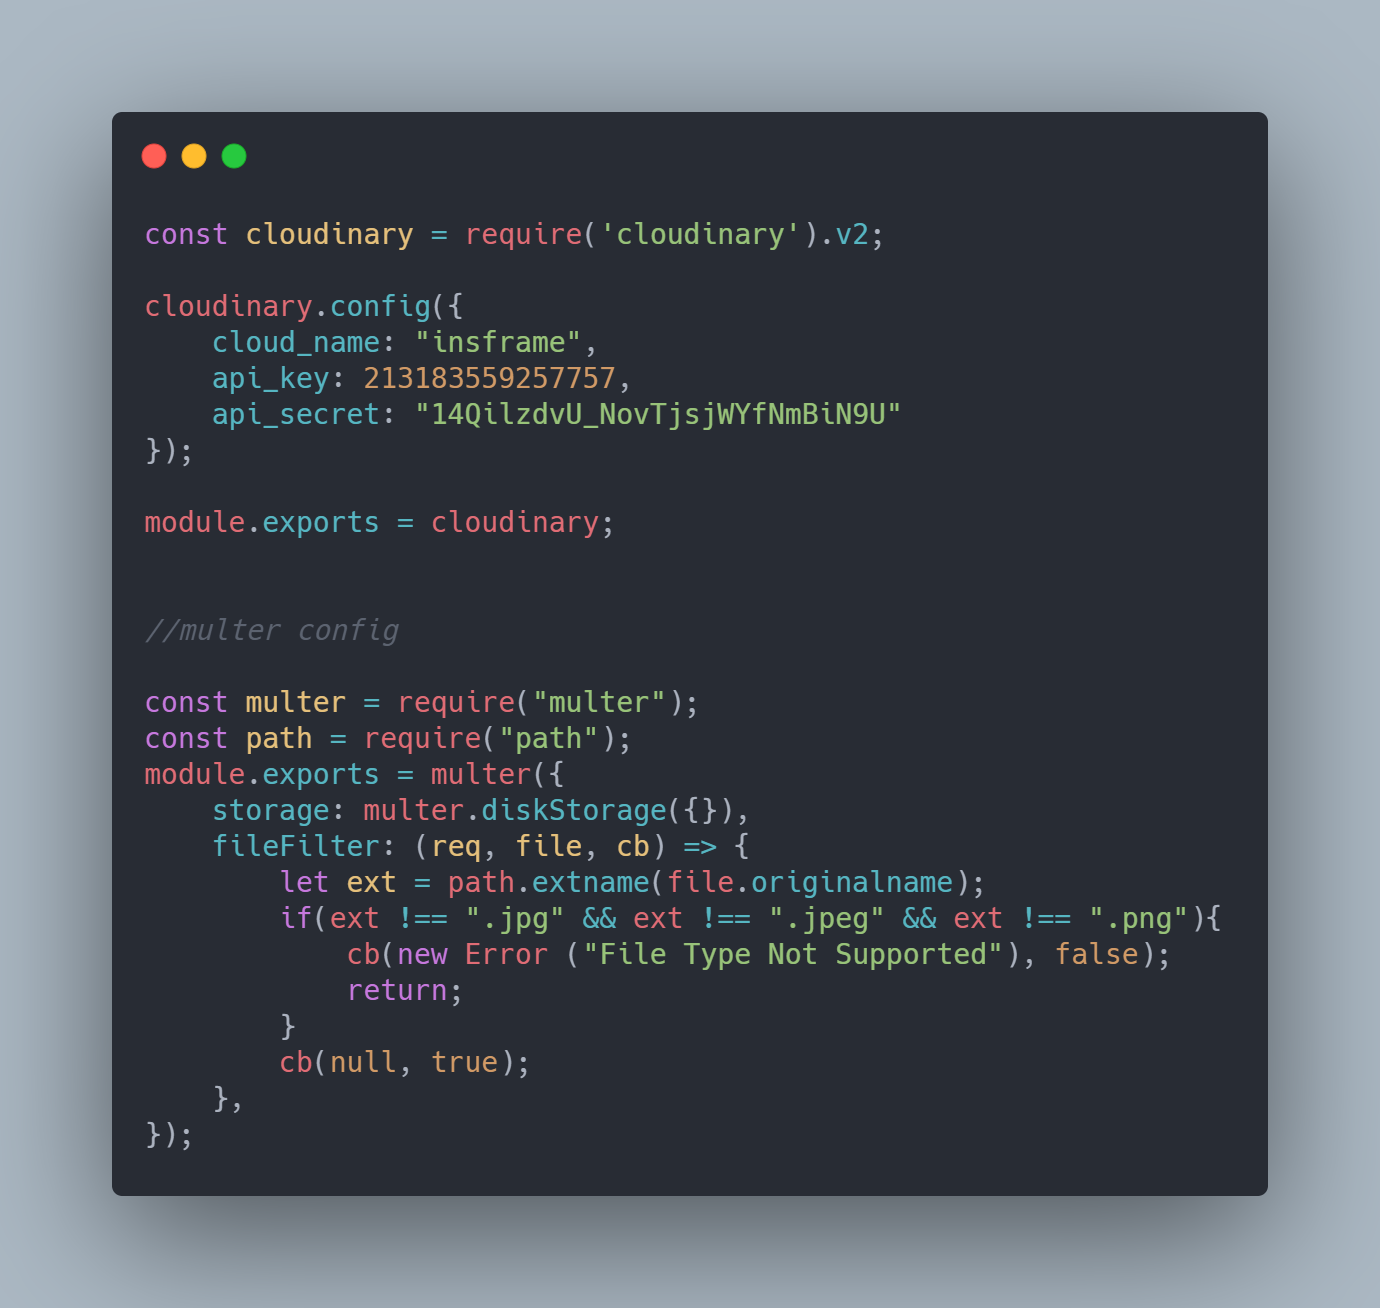 const cloudinary = require('cloudinary').v2;

cloudinary.config({
    cloud_name: "insframe",
    api_key: 213183559257757,
    api_secret: "14QilzdvU_NovTjsjWYfNmBiN9U"
});

module.exports = cloudinary;


//multer config

const multer = require("multer");
const path = require("path");
module.exports = multer({
    storage: multer.diskStorage({}),
    fileFilter: (req, file, cb) => {
        let ext = path.extname(file.originalname);
        if(ext !== ".jpg" && ext !== ".jpeg" && ext !== ".png"){
            cb(new Error ("File Type Not Supported"), false);
            return;
        }
        cb(null, true);
    },
});